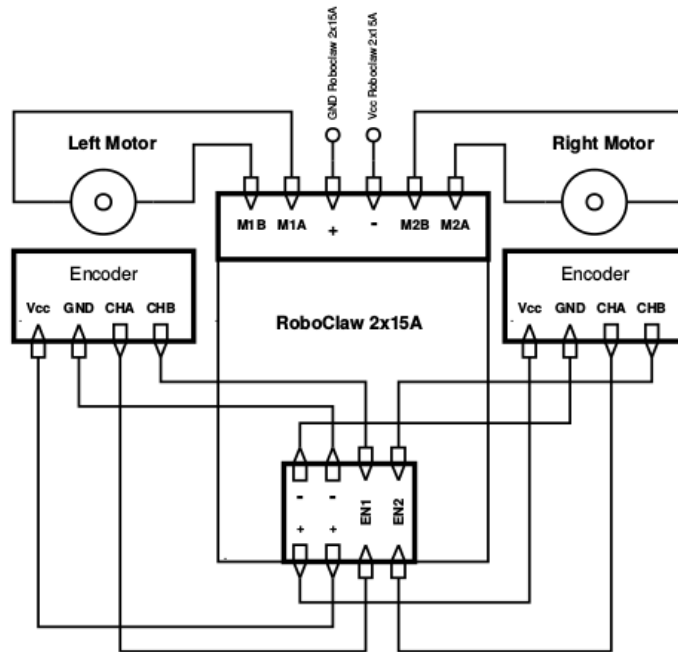 GND Roboclaw 2x15A
Vcc Roboclaw 2x15A
Left Motor
Right Motor
M1B M1A + - M2B M2A
Encoder
Vcc GND CHA CHB
RoboClaw 2x15A
Encoder
Vcc GND CHA CHB
- - EN1 EN2
+ +